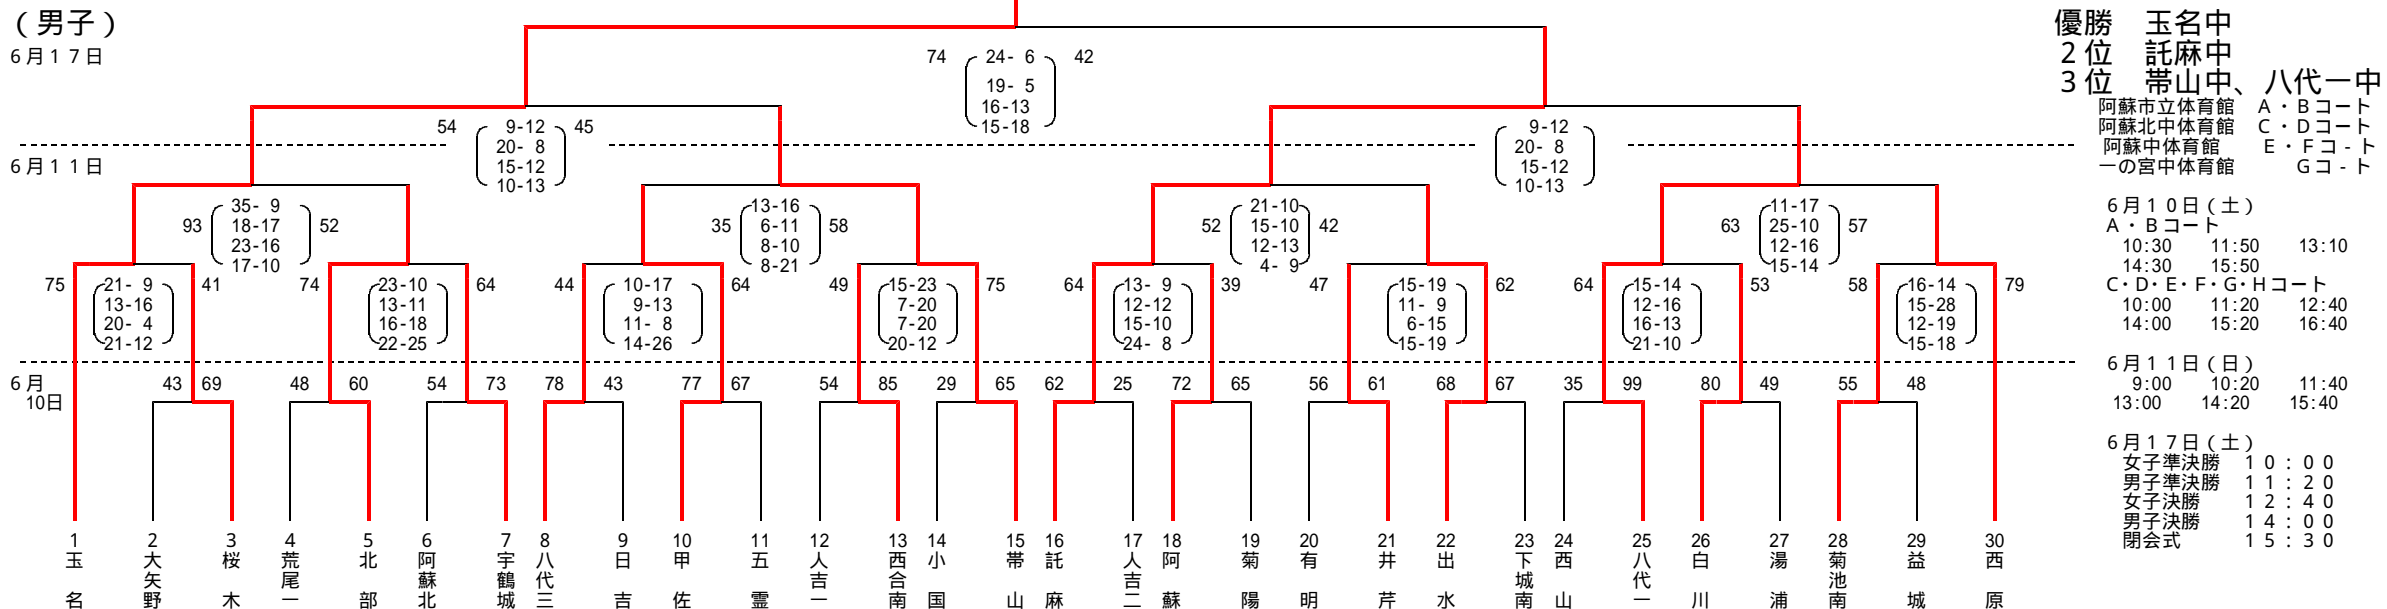 (男子)
6月17日
74 24- 6 42
19- 5
16-13
15-18
優勝 玉名中
2位 託麻中
3位 帯山中、八代一中
阿蘇市立体育館 A・Bコート
阿蘇北中体育館 C・Dコート
阿蘇中体育館 E・Fコ-ト
一の宮中体育館 Gコ-ト
54 9-12 45
20- 8
15-12
10-13
9-12
20- 8
15-12
10-13
6月11日
93 35- 9 52
18-17
23-16
17-10
35 13-16 58
6-11
8-10
8-21
52 21-10 42
15-10
12-13
4- 9
63 11-17 57
25-10
12-16
15-14
75 21- 9 41
13-16
20- 4
21-12
74 23-10 64
13-11
16-18
22-25
44 10-17 64
9-13
11- 8
14-26
49 15-23 75
7-20
7-20
20-12
64 13- 9 39
12-12
15-10
24- 8
47 15-19 62
11- 9
6-15
15-19
64 15-14 53
12-16
16-13
21-10
58 16-14 79
15-28
12-19
15-18
6月10日(土)
A・Bコート
10:30 11:50 13:10
14:30 15:50
C・D・E・F・G・Hコート
10:00 11:20 12:40
14:00 15:20 16:40
6月11日(日)
9:00 10:20 11:40
13:00 14:20 15:40
6月17日(土)
女子準決勝 10:00
男子準決勝 11:20
女子決勝 12:40
男子決勝 14:00
閉会式 15:30
6月
10日
43 69 48 60 54 73 78 43 77 67 54 85 29 65 62 25 72 65 56 61 68 67 35 99 80 49 55 48
1 玉名
2 大矢野
3 桜木
4 荒尾一
5 北部
6 阿蘇北
7 宇鶴城
8 八代三
9 日吉
10 甲佐
11 五霊
12 人吉一
13 西合南
14 小国
15 帯山
16 託麻
17 人吉二
18 阿蘇
19 菊陽
20 有明
21 井芹
22 出水
23 下城南
24 西山
25 八代一
26 白川
27 湯浦
28 菊池南
29 益城
30 西原